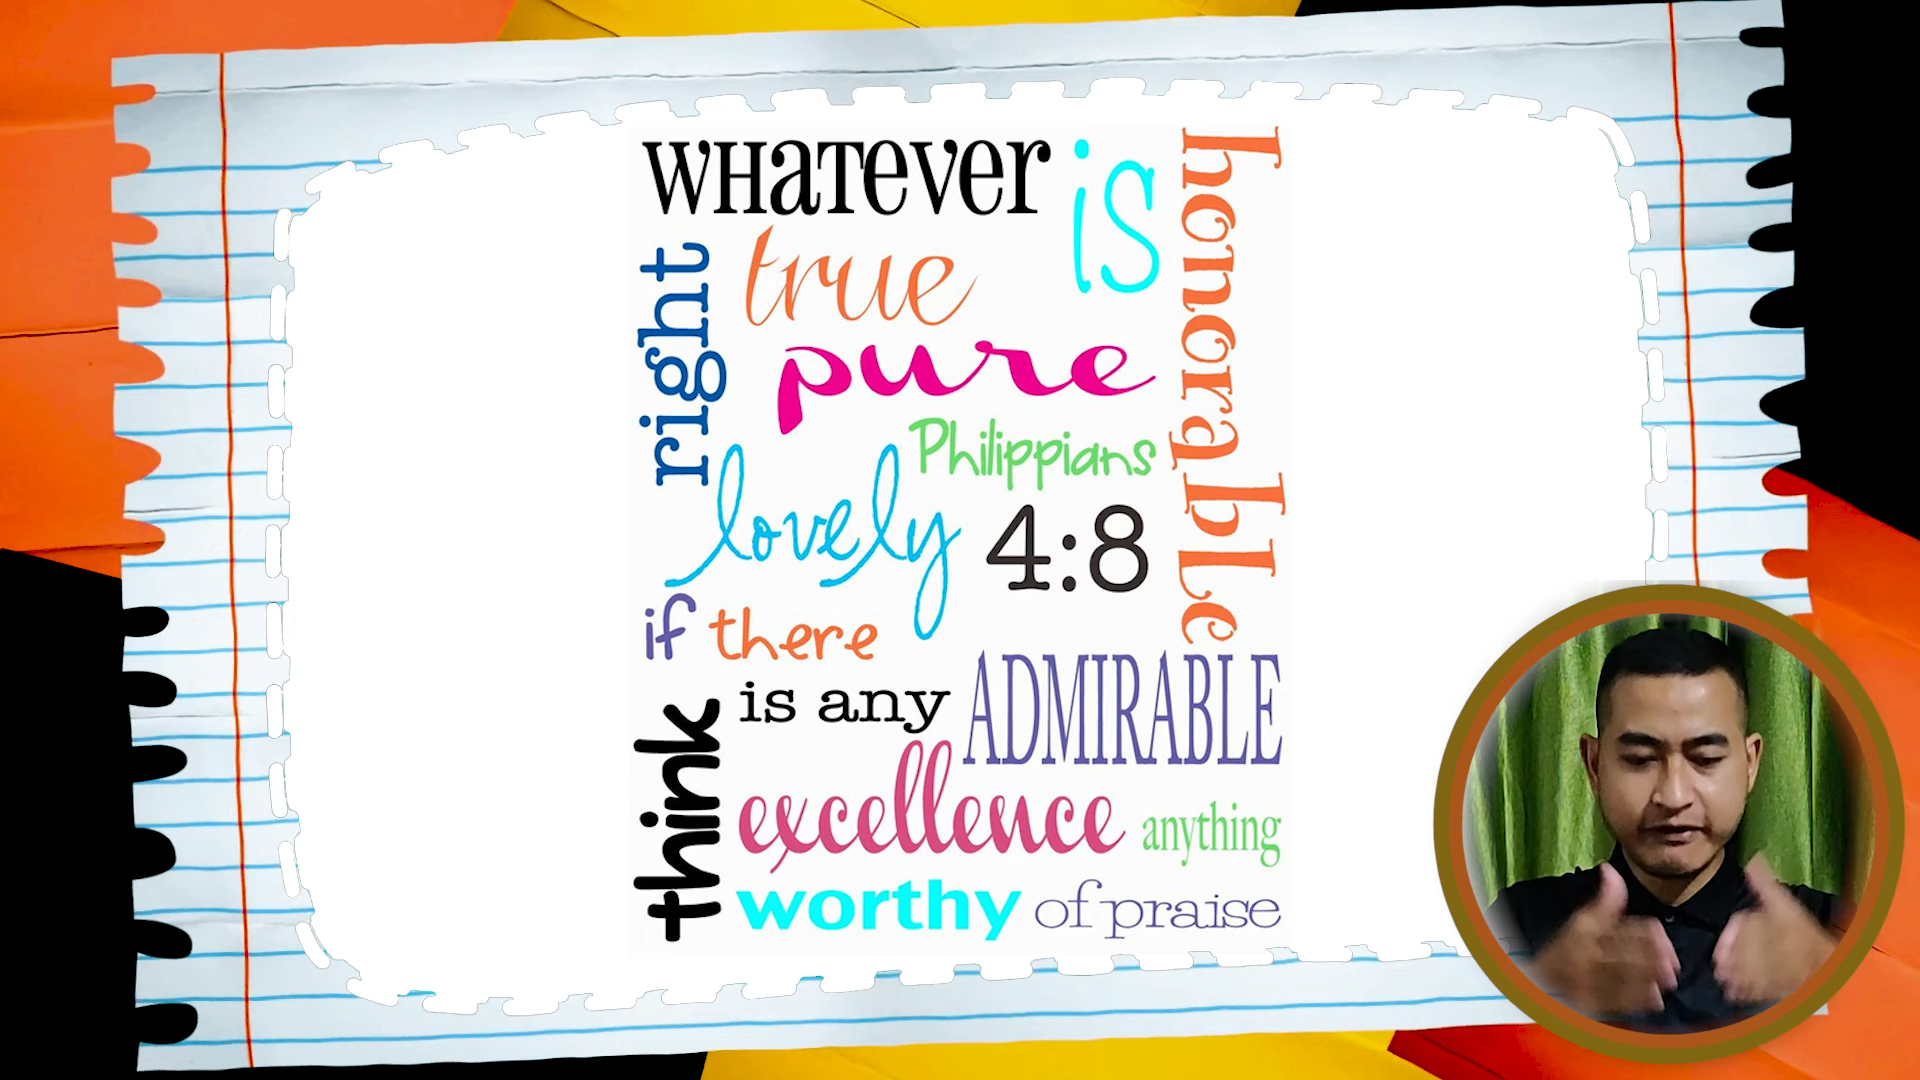 WHaTever is
honorable
right
true
pure
Philippians
lovely
4:8
if there
is any
ADMIRABLE
think
excellence anything
worthy of praise